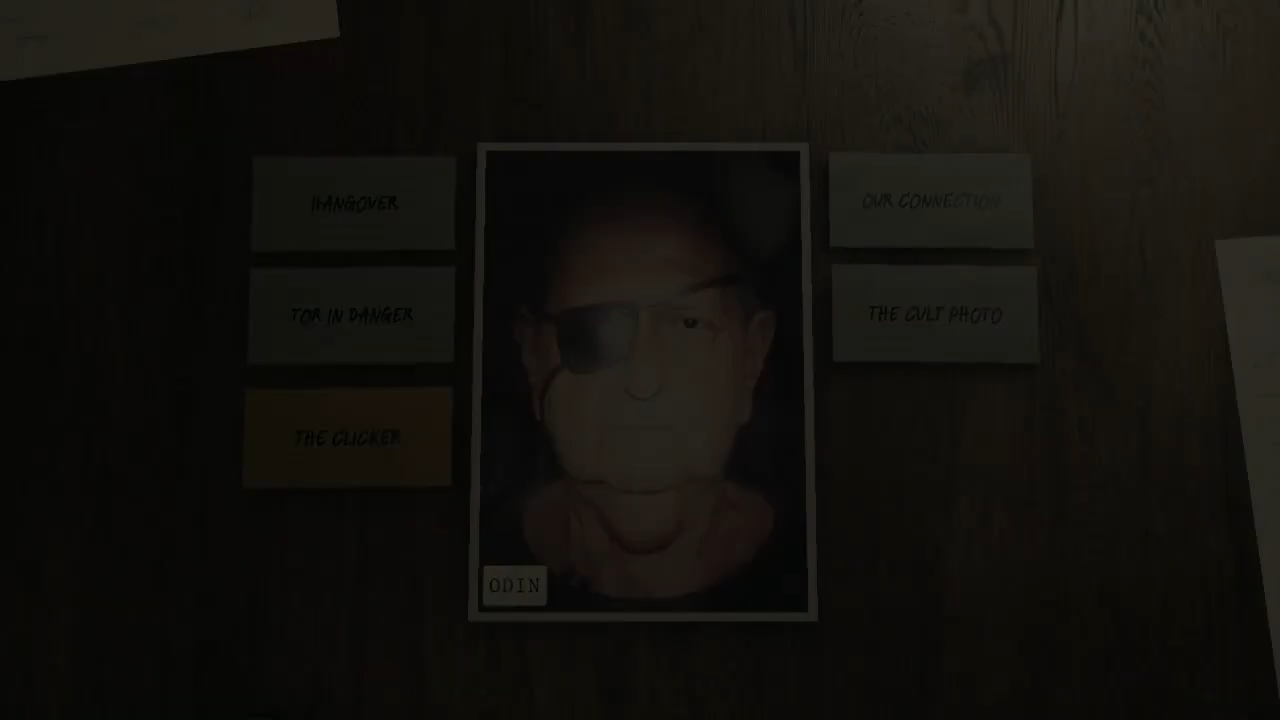 HANGOVER
TOR IN DANGER
THE CLICKER
ODIN
OUR CONNECTION
THE CULT PHOTO